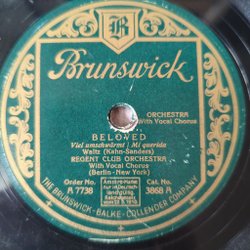 B
Brunswick
ORCHESTRA
With Vocal Chorus
BELOVED
Viel umschwärmt / Mi querida
Waltz (Kahn-Sanders)
REGENT CLUB ORCHESTRA
With Vocal Chorus
(Berlin - New York)
Order No.
A 7738
Cat. No.
3868 A
THE BRUNSWICK-BALKE-COLLENDER COMPANY